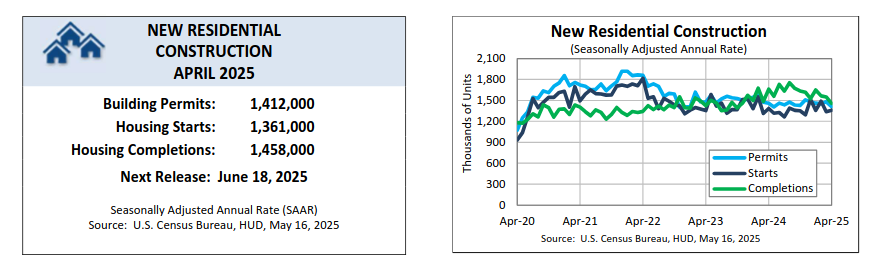 NEW RESIDENTIAL
CONSTRUCTION
APRIL 2025
Building Permits: 1,412,000
Housing Starts: 1,361,000
Housing Completions: 1,458,000
Next Release: June 18, 2025
Seasonally Adjusted Annual Rate (SAAR)
Source: U.S. Census Bureau, HUD, May 16, 2025
New Residential Construction
(Seasonally Adjusted Annual Rate)
Thousands of Units
2,100
1,800
1,500
1,200
900
600
300
0
Permits
Starts
Completions
Apr-20 Apr-21 Apr-22 Apr-23 Apr-24 Apr-25
Source: U.S. Census Bureau, HUD, May 16, 2025